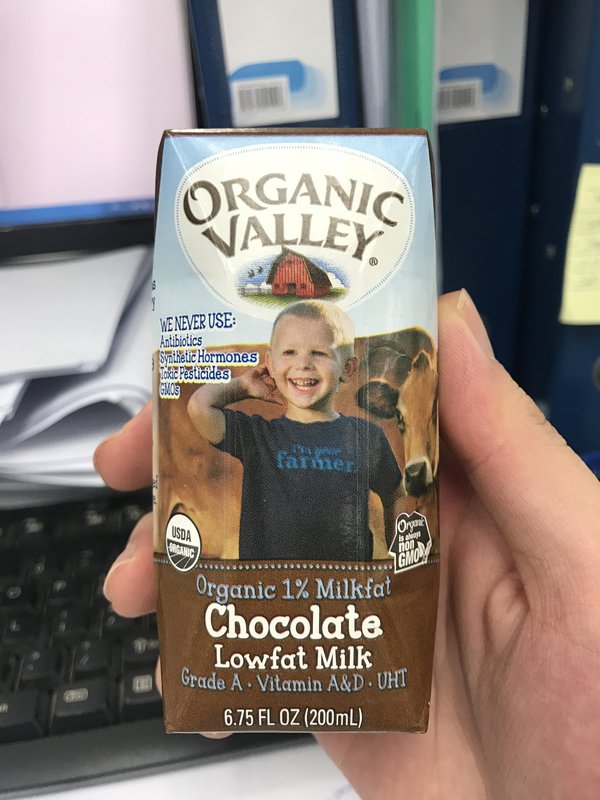 ORGANIC
VALLEY®
WE NEVER USE:
Antibiotics
Synthetic Hormones
Toxic Pesticides
GMOs
I'm your
farmer
USDA
ORGANIC
Organic
is always
non
GMO
Organic 1% Milkfat
Chocolate
Lowfat Milk
Grade A · Vitamin A&D · UHT
6.75 FL OZ (200mL)